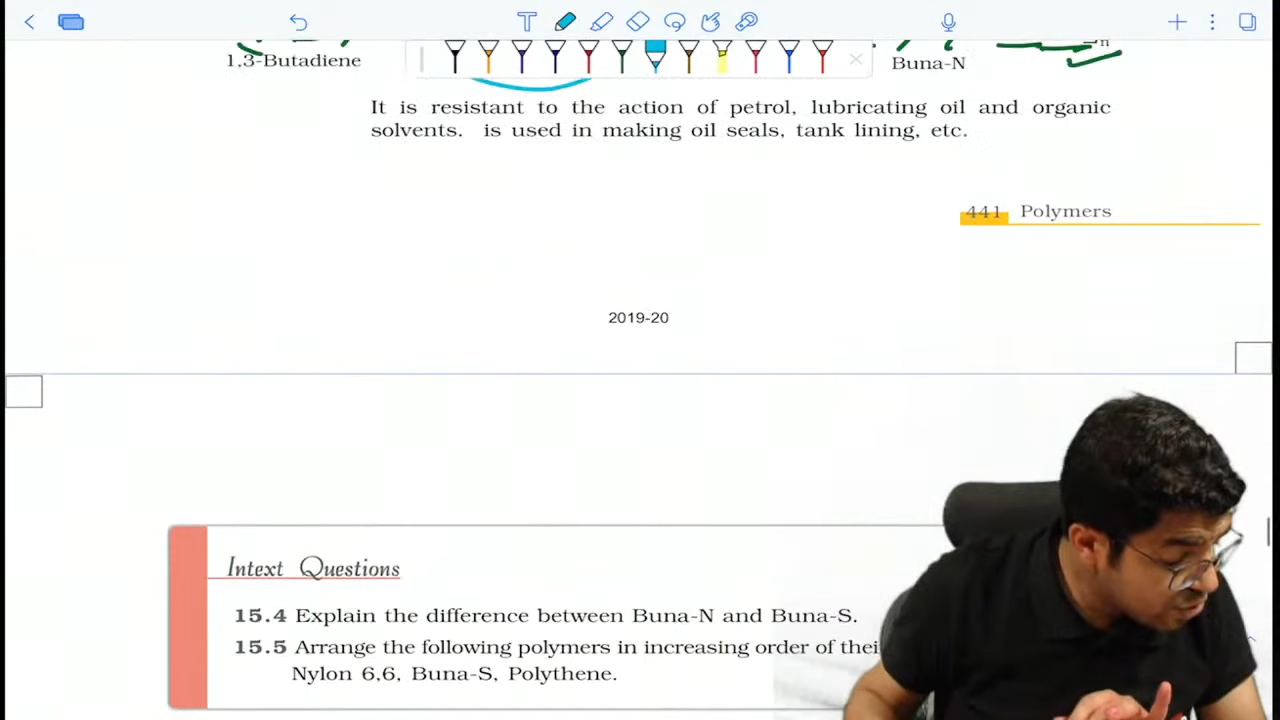 1,3-Butadiene
Buna-N
n
It is resistant to the action of petrol, lubricating oil and organic
solvents. is used in making oil seals, tank lining, etc.
441 Polymers
2019-20
Intext Questions
15.4 Explain the difference between Buna-N and Buna-S.
15.5 Arrange the following polymers in increasing order of
Nylon 6,6, Buna-S, Polythene.